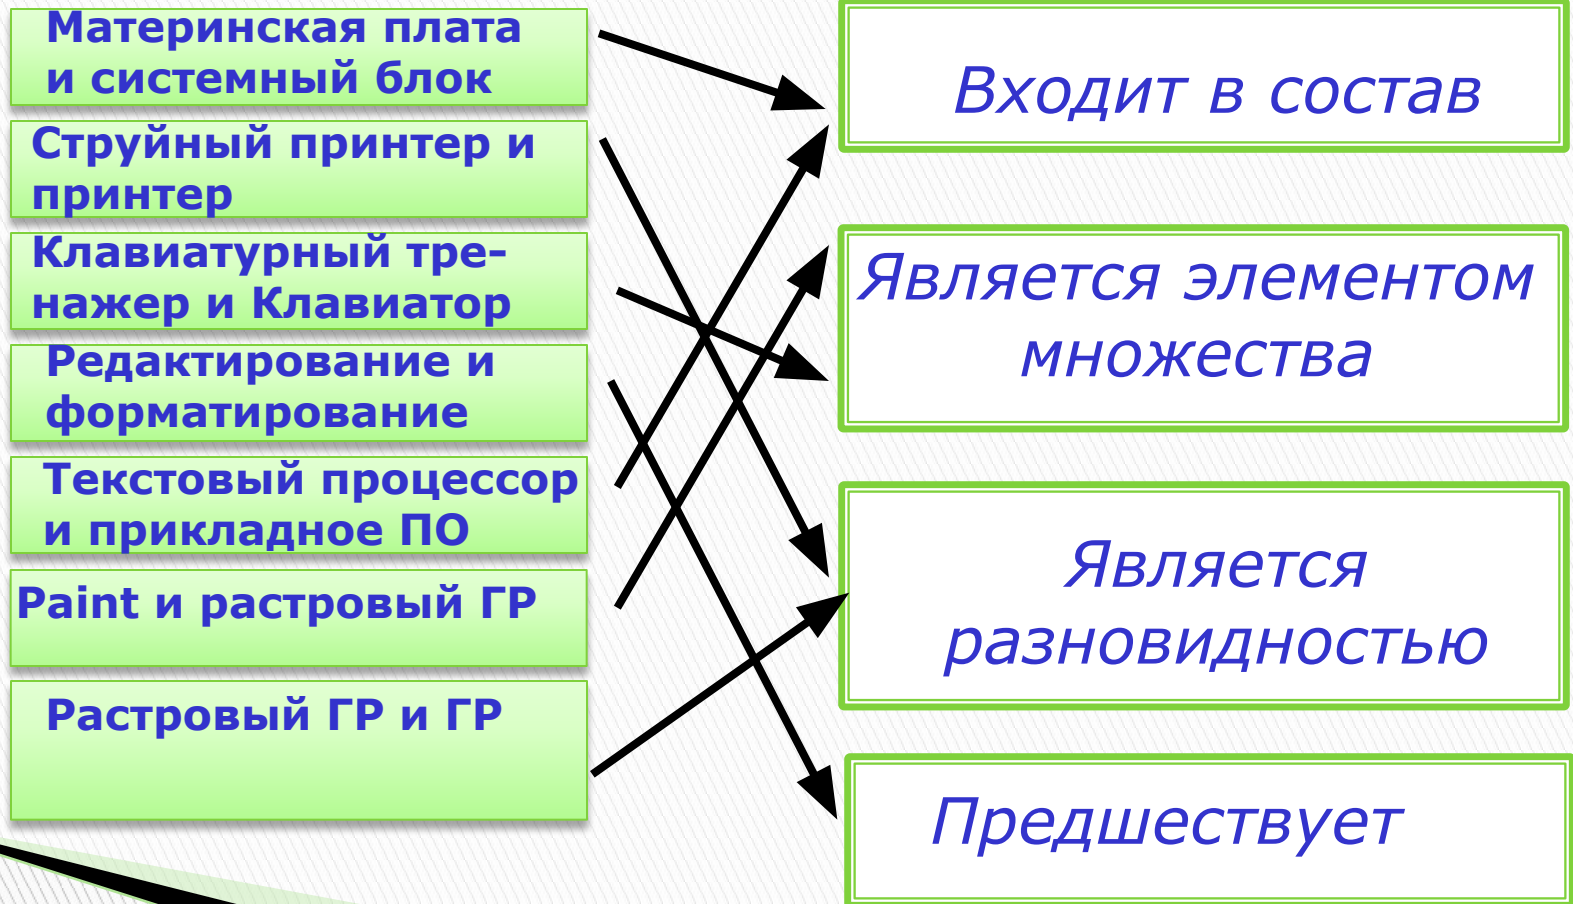 Материнская плата
и системный блок
Струйный принтер и
принтер
Клавиатурный тре-
нажер и Клавиатор
Редактирование и
форматирование
Текстовый процессор
и прикладное ПО
Paint и растровый ГР
Растровый ГР и ГР
Входит в состав
Является элементом
множества
Является
разновидностью
Предшествует